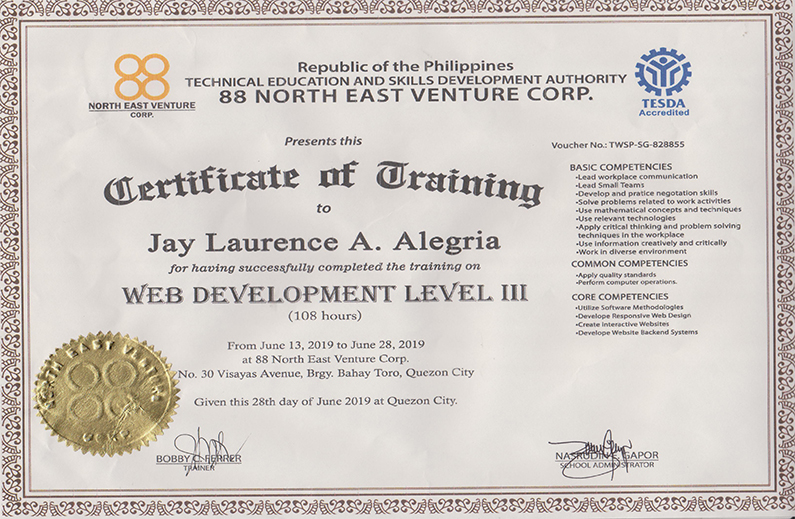 NORTH EAST VENTURE
CORP.
Republic of the Philippines
TECHNICAL EDUCATION AND SKILLS DEVELOPMENT AUTHORITY
88 NORTH EAST VENTURE CORP.
TESDA
Accredited
Presents this
Voucher No.: TWSP-SG-828855
Certificate of Training
to
Jay Laurence A. Alegria
for having successfully completed the training on
WEB DEVELOPMENT LEVEL III
(108 hours)
From June 13, 2019 to June 28, 2019
at 88 North East Venture Corp.
No. 30 Visayas Avenue, Brgy. Bahay Toro, Quezon City
Given this 28th day of June 2019 at Quezon City.
BASIC COMPETENCIES
•Lead workplace communication
•Lead Small Teams
•Develop and pratice negotation skills
•Solve problems related to work activities
•Use mathematical concepts and techniques
•Use relevant technologies
•Apply critical thinking and problem solving
techniques in the workplace
•Use information creatively and critically
•Work in diverse environment
COMMON COMPETENCIES
•Apply quality standards
•Perform computer operations.
CORE COMPETENCIES
•Utilize Software Methodologies
•Develope Responsive Web Design
•Create Interactive Websites
•Develope Website Backend Systems
NORTH EAST VENTURE
CORP.
BOBBY C. FERRER
TRAINER
NASRUDIN E. GAPOR
SCHOOL ADMINISTRATOR